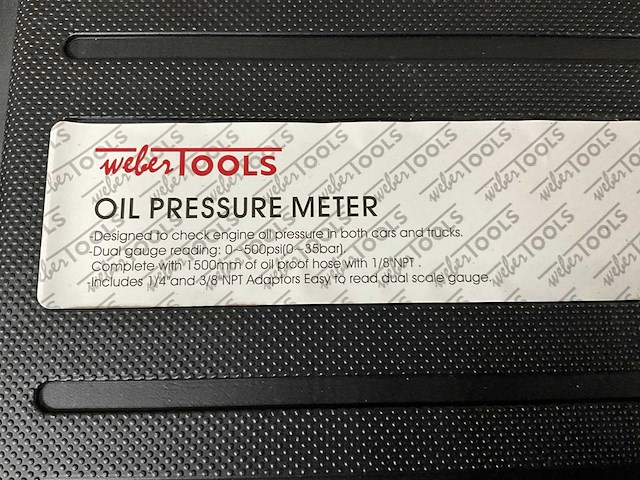 weber TOOLS
OIL PRESSURE METER
-Designed to check engine oil pressure in both cars and trucks.
-Dual gauge reading: 0~500psi(0~35bar).
Complete with 1500mm of oil proof hose with 1/8"NPT .
-Includes 1/4"and 3/8"NPT Adaptors Easy to read dual scale gauge.